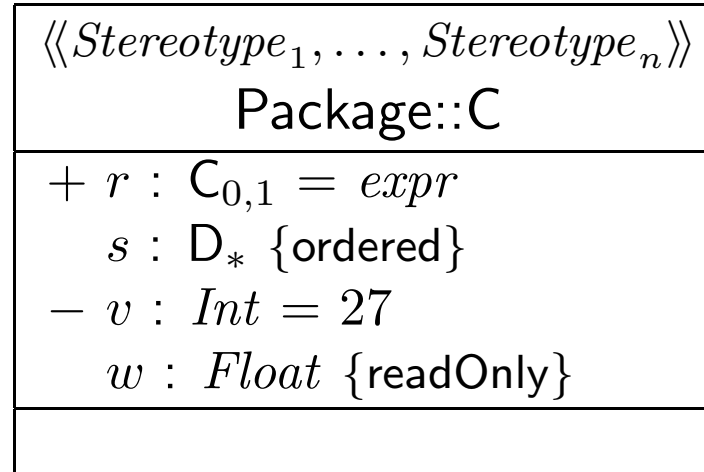 ⟪Stereotype₁, . . . , Stereotypeₙ⟫
Package::C
+ r : C₀,₁ = expr
s : D∗ {ordered}
− v : Int = 27
w : Float {readOnly}